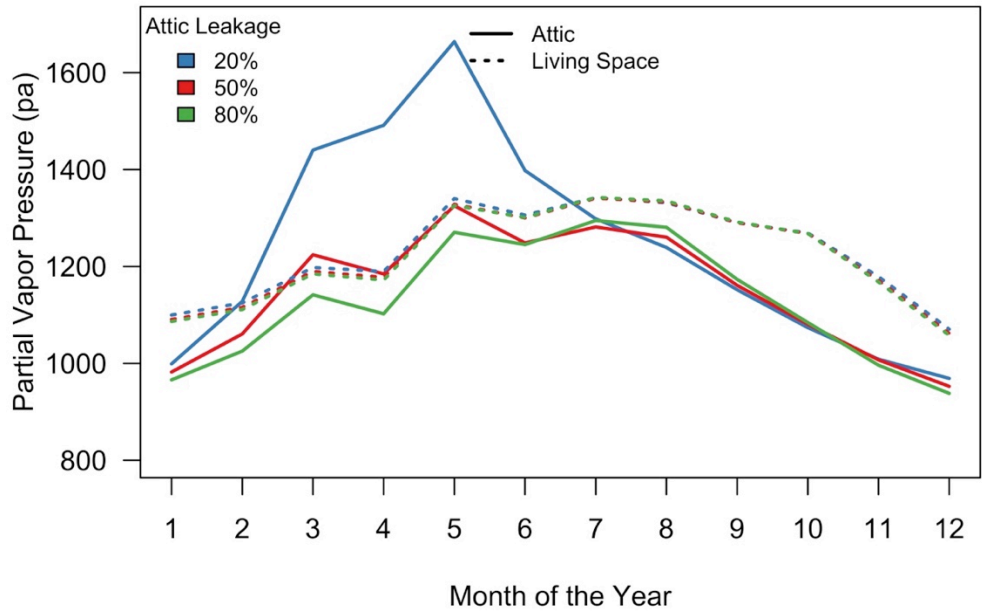 Attic Leakage
20%
50%
80%
Attic
Living Space
Partial Vapor Pressure (pa)
1600
1400
1200
1000
800
1 2 3 4 5 6 7 8 9 10 11 12
Month of the Year